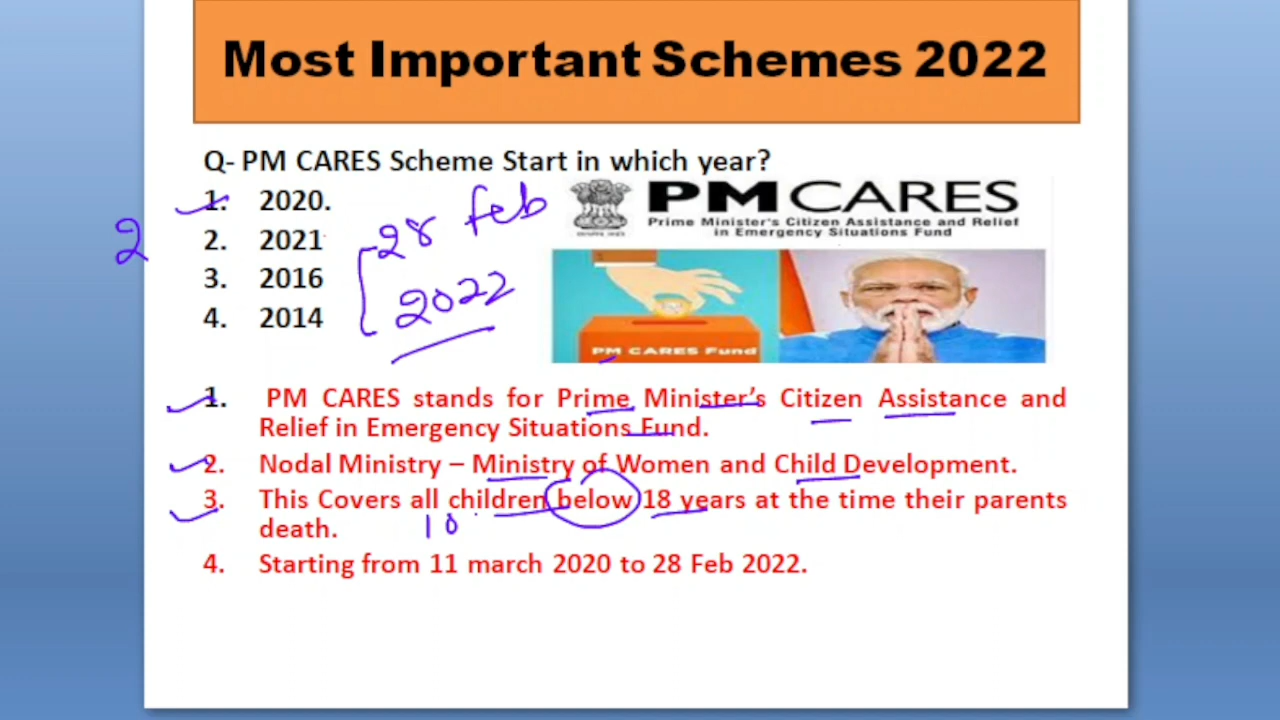 Most Important Schemes 2022
Q- PM CARES Scheme Start in which year?
1. 2020.
2. 2021
3. 2016
4. 2014
2
28 feb
2022
PM CARES
Prime Minister's Citizen Assistance and Relief
in Emergency Situations Fund
PM CARES Fund
1. PM CARES stands for Prime Minister's Citizen Assistance and
Relief in Emergency Situations Fund.
2. Nodal Ministry – Ministry of Women and Child Development.
3. This Covers all children below 18 years at the time their parents
death.
10
4. Starting from 11 march 2020 to 28 Feb 2022.